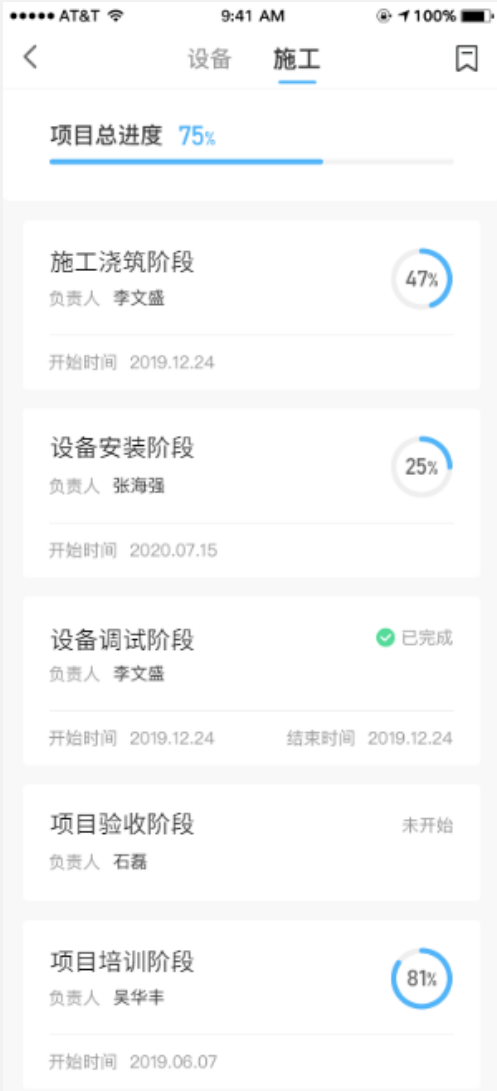 AT&T 9:41 AM 100%
设备 施工
项目总进度 75%
施工浇筑阶段
47%
负责人 李文盛
开始时间 2019.12.24
设备安装阶段
25%
负责人 张海强
开始时间 2020.07.15
设备调试阶段 已完成
负责人 李文盛
开始时间 2019.12.24 结束时间 2019.12.24
项目验收阶段 未开始
负责人 石磊
项目培训阶段
81%
负责人 吴华丰
开始时间 2019.06.07